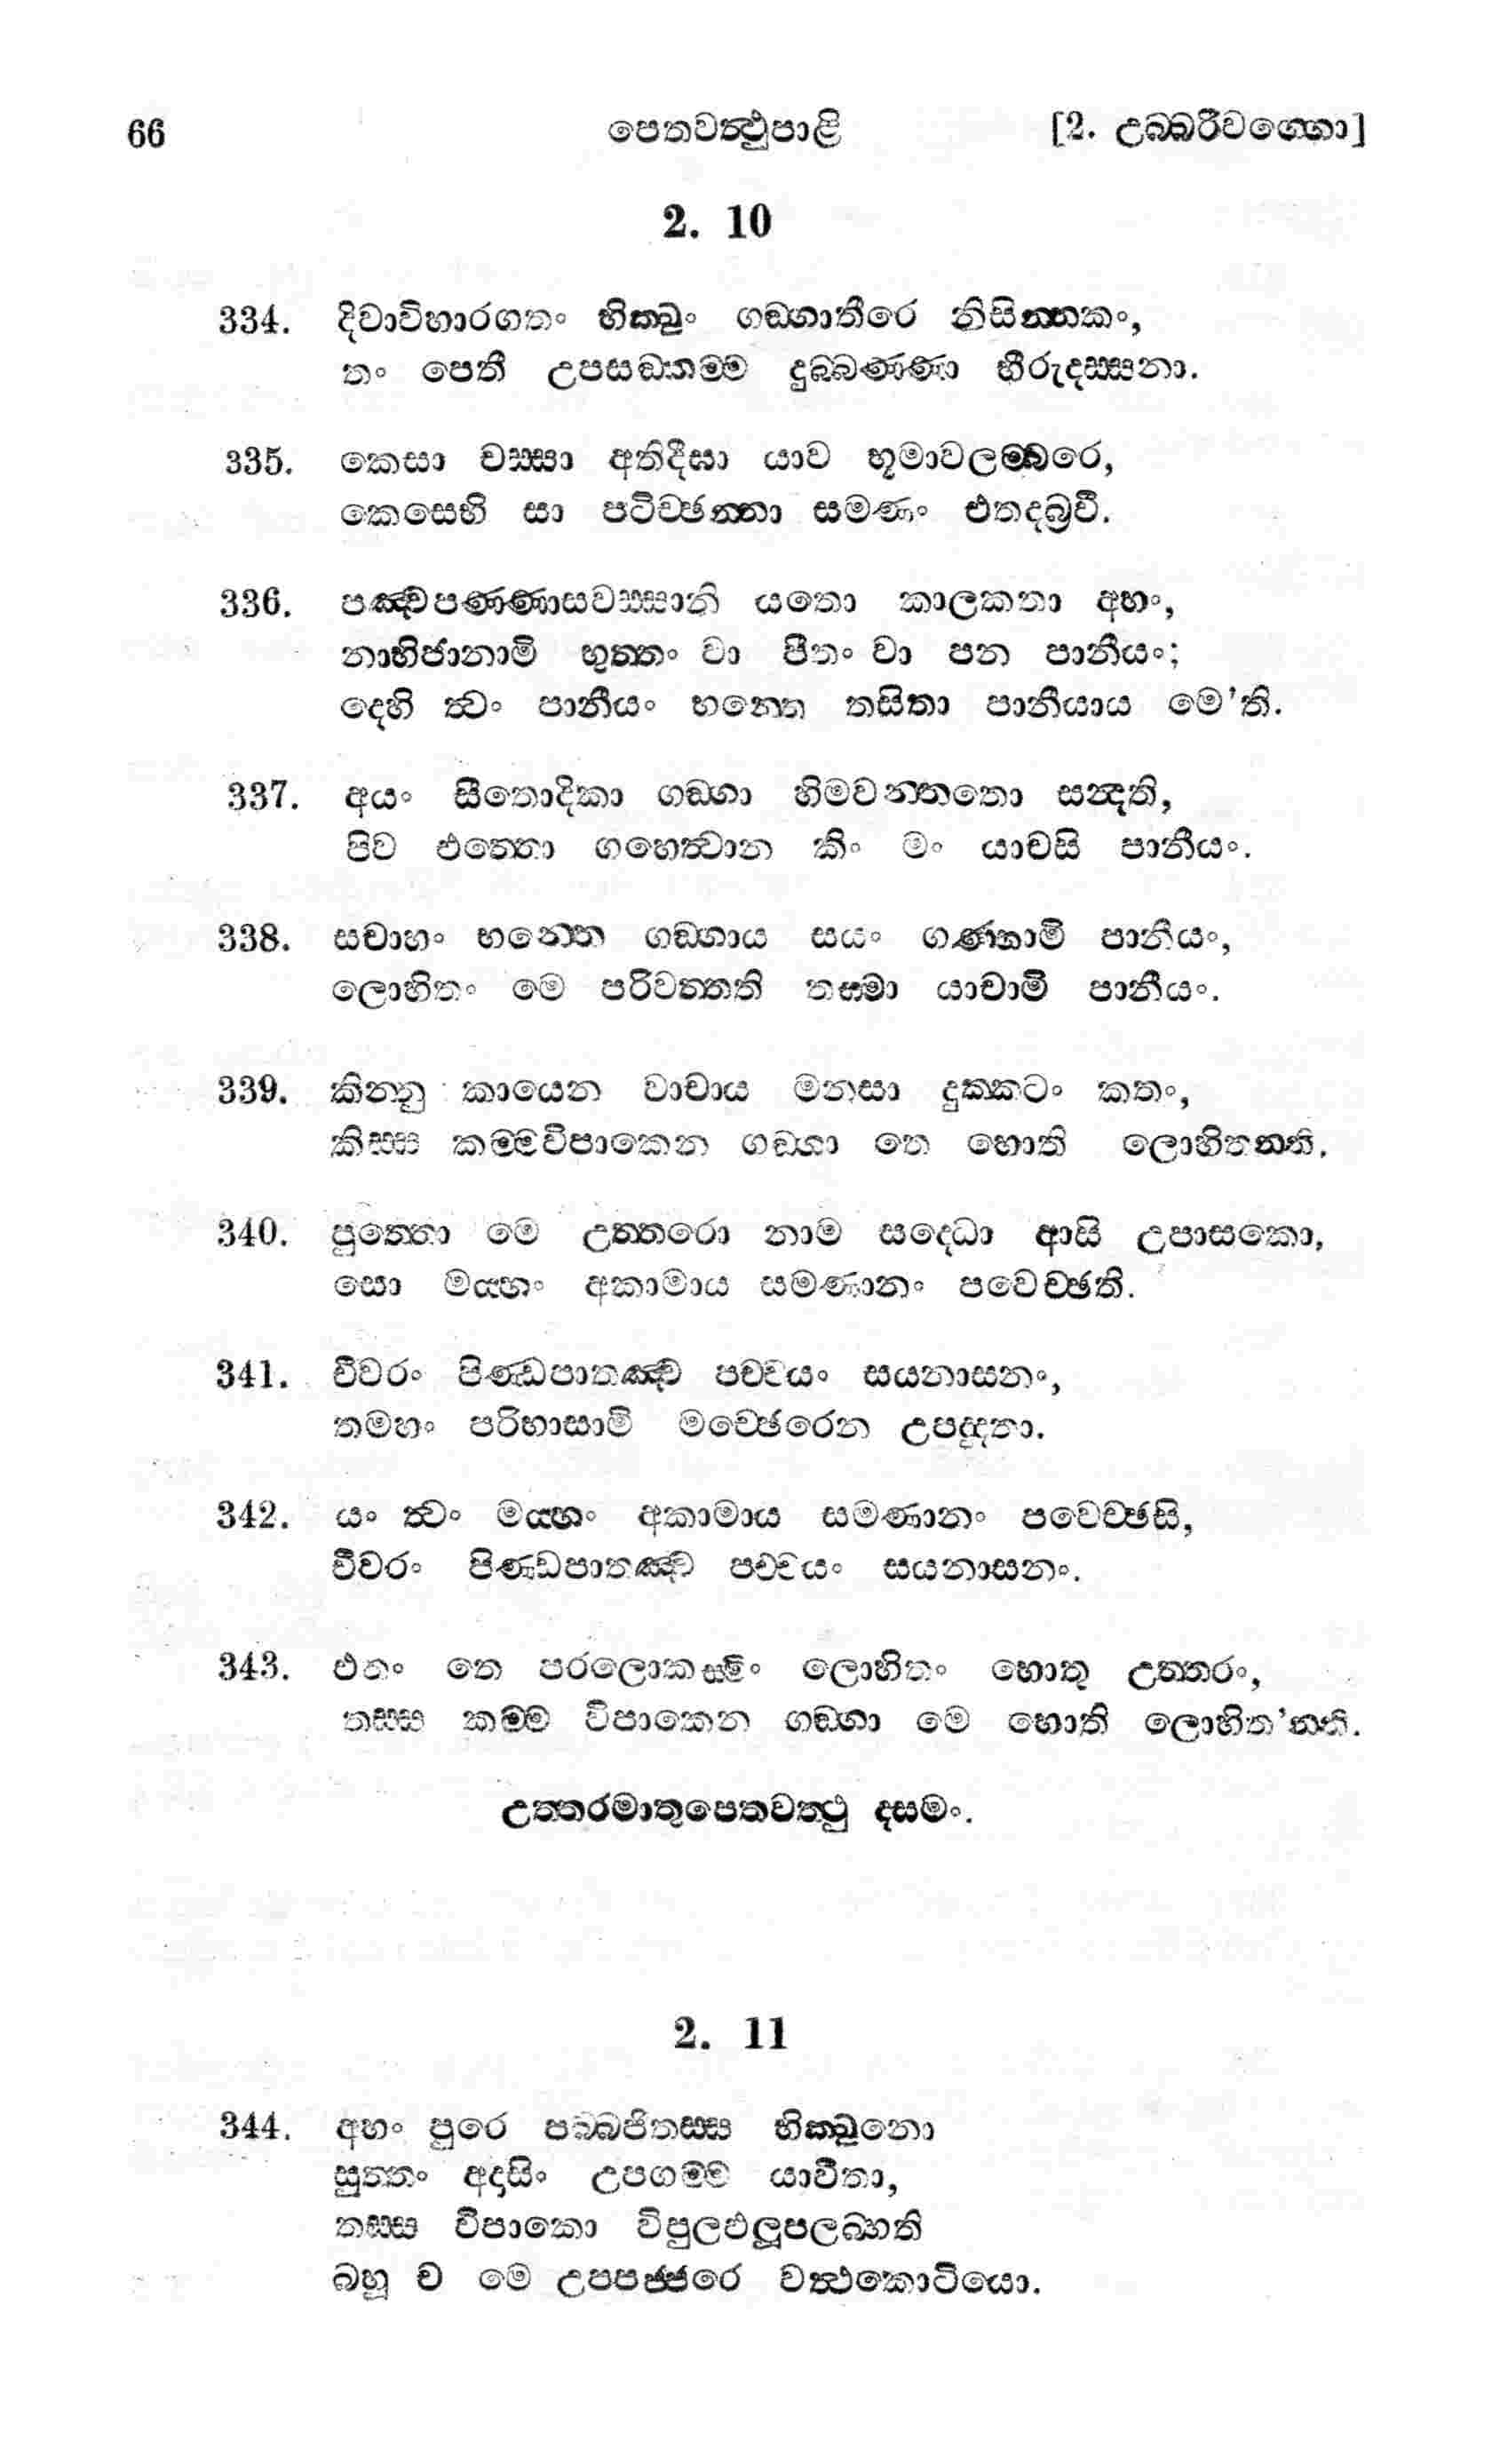 66 පෙතවත්ථුපාළි [2. උබ්බරීවග්ගො]
2. 10
334. දිවාවිහාරගතං භික්ඛුං ගඞ්ගාතීරෙ නිසින්නකං,
තං පෙතී උපසඞ්කම්ම දුබ්බණ්ණා භීරුදස්සනා.
335. කෙසා චස්සා අතිදීඝා යාව භූමාවලම්බරෙ,
කෙසෙහි සා පටිච්ඡන්නා සමණං එතදබ්‍රවී.
336. පඤ්චපණ්ණාසවස්සානි යතො කාලකතා අහං,
නාභිජානාමි භුත්තං වා පීතං වා පන පානීයං;
දෙහි ත්වං පානීයං භන්තෙ තසිතා පානීයාය මෙ'ති.
337. අයං සීතොදිකා ගඞ්ගා හිමවන්තතො සන්දති,
පිව එත්තො ගහෙත්වාන කිං මං යාචසි පානීයං.
338. සචාහං භන්තෙ ගඞ්ගාය සයං ගණ්හාමි පානීයං,
ලොහිතං මෙ පරිවත්තති තස්මා යාචාමි පානීයං.
339. කින්නු කායෙන වාචාය මනසා දුක්කටං කතං,
කිස්ස කම්මවිපාකෙන ගඞ්ගා තෙ හොති ලොහිතන්ති.
340. පුත්තො මෙ උත්තරො නාම සද්ධො ආසි උපාසකො,
සො මය්හං අකාමාය සමණානං පවෙච්ඡති.
341. චීවරං පිණ්ඩපාතඤ්ච පච්චයං සයනාසනං,
තමහං පරිභාසාමි මච්ඡෙරෙන උපද්දුතා.
342. යං ත්වං මය්හං අකාමාය සමණානං පවෙච්ඡසි,
චීවරං පිණ්ඩපාතඤ්ච පච්චයං සයනාසනං.
343. එතං තෙ පරලොකස්මිං ලොහිතං හොතු උත්තරං,
තස්ස කම්ම විපාකෙන ගඞ්ගා මෙ හොති ලොහිත'න්ති.
උත්තරමාතුපෙතවත්ථු දසමං.
2. 11
344. අහං පුරෙ පබ්බජිතස්ස භික්ඛුනො
සුත්තං අදාසිං උපගම්ම යාචිතා,
තස්ස විපාකො විපුලඵලූපලබ්භති
බහූ ච මෙ උප්පජ්ජරෙ වත්ථකොටියො.